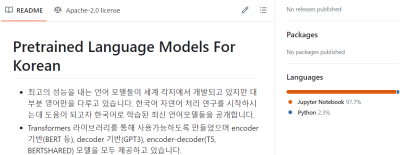 README
Apache-2.0 license
Pretrained Language Models For
Korean
최고의 성능을 내는 언어 모델들이 세계 각지에서 개발되고 있지만 대
부분 영어만을 다루고 있습니다. 한국어 자연어 처리 연구를 시작하시
는데 도움이 되고자 한국어로 학습된 최신 언어모델들을 공개합니다.
Transformers 라이브러리를 통해 사용가능하도록 만들었으며 encoder
기반(BERT 등), decoder 기반(GPT3), encoder-decoder(T5,
BERTSHARED) 모델을 모두 제공하고 있습니다.
No releases published
Packages
No packages published
Languages
Jupyter Notebook 97.7%
Python 2.3%